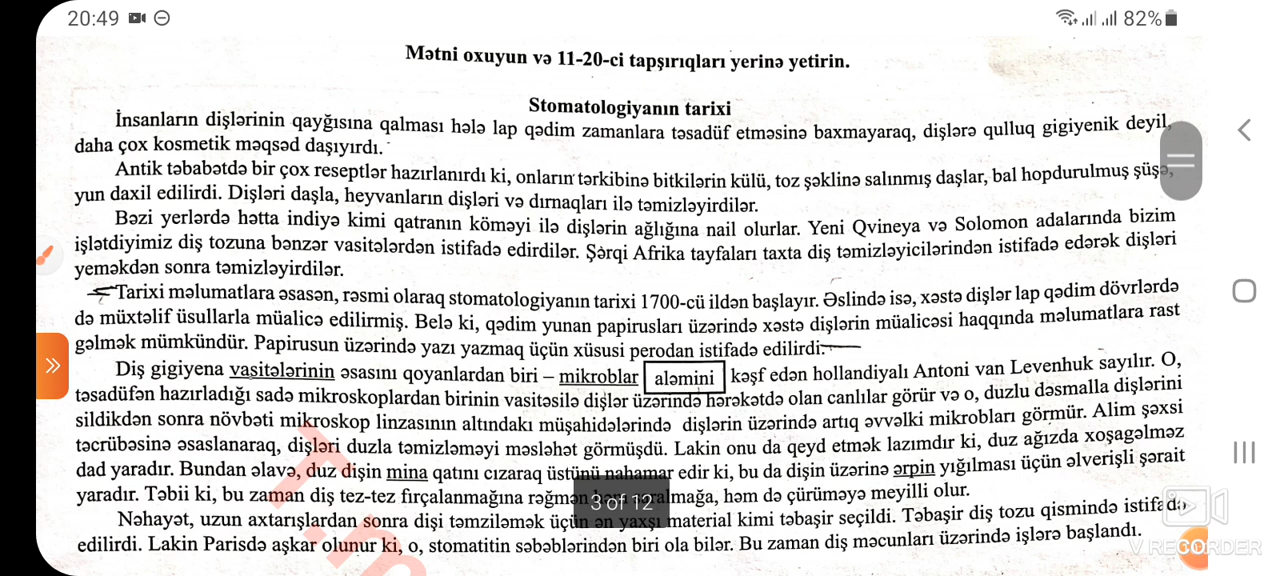 20:49
82%
Mətni oxuyun və 11-20-ci tapşırıqları yerinə yetirin.
Stomatologiyanın tarixi
İnsanların dişlərinin qayğısına qalması hələ lap qədim zamanlara təsadüf etməsinə baxmayaraq, dişlərə qulluq gigiyenik deyil,
daha çox kosmetik məqsəd daşıyırdı.
Antik təbabətdə bir çox reseptlər hazırlanırdı ki, onların tərkibinə bitkilərin külü, toz şəklinə salınmış daşlar, bal hopdurulmuş şüşə,
yun daxil edilirdi. Dişləri daşla, heyvanların dişləri və dırnaqları ilə təmizləyirdilər.
Bəzi yerlərdə hətta indiyə kimi qatranın köməyi ilə dişlərin ağlığına nail olurlar. Yeni Qvineya və Solomon adalarında bizim
işlətdiyimiz diş tozuna bənzər vasitələrdən istifadə edirdilər. Şərqi Afrika tayfaları taxta diş təmizləyicilərindən istifadə edərək dişləri
yeməkdən sonra təmizləyirdilər.
Tarixi məlumatlara əsasən, rəsmi olaraq stomatologiyanın tarixi 1700-cü ildən başlayır. Əslində isə, xəstə dişlər lap qədim dövrlərdə
də müxtəlif üsullarla müalicə edilirmiş. Belə ki, qədim yunan papirusları üzərində xəstə dişlərin müalicəsi haqqında məlumatlara rast
gəlmək mümkündür. Papirusun üzərində yazı yazmaq üçün xüsusi perodan istifadə edilirdi.
Diş gigiyena vasitələrinin əsasını qoyanlardan biri – mikroblar aləmini kəşf edən hollandiyalı Antoni van Levenhuk sayılır. O,
təsadüfən hazırladığı sadə mikroskoplardan birinin vasitəsilə dişlər üzərində hərəkətdə olan canlılar görür və o, duzlu dəsmalla dişlərini
sildikdən sonra növbəti mikroskop linzasının altındakı müşahidələrində dişlərin üzərində artıq əvvəlki mikrobları görmür. Alim şəxsi
təcrübəsinə əsaslanaraq, dişləri duzla təmizləməyi məsləhət görmüşdü. Lakin onu da qeyd etmək lazımdır ki, duz ağızda xoşagəlməz
dad yaradır. Bundan əlavə, duz dişin mina qatını cızaraq üstünü nahamar edir ki, bu da dişin üzərinə ərpin yığılması üçün əlverişli şərait
yaradır. Təbii ki, bu zaman diş tez-tez fırçalanmağına rəğmən həm saralmağa, həm də çürüməyə meyilli olur.
3 of 12
Nəhayət, uzun axtarışlardan sonra dişi təmziləmək üçün ən yaxşı material kimi təbaşir seçildi. Təbaşir diş tozu qismində istifadə
edilirdi. Lakin Parisdə aşkar olunur ki, o, stomatitin səbəblərindən biri ola bilər. Bu zaman diş məcunları üzərində işlərə başlandı.
V RECORDER